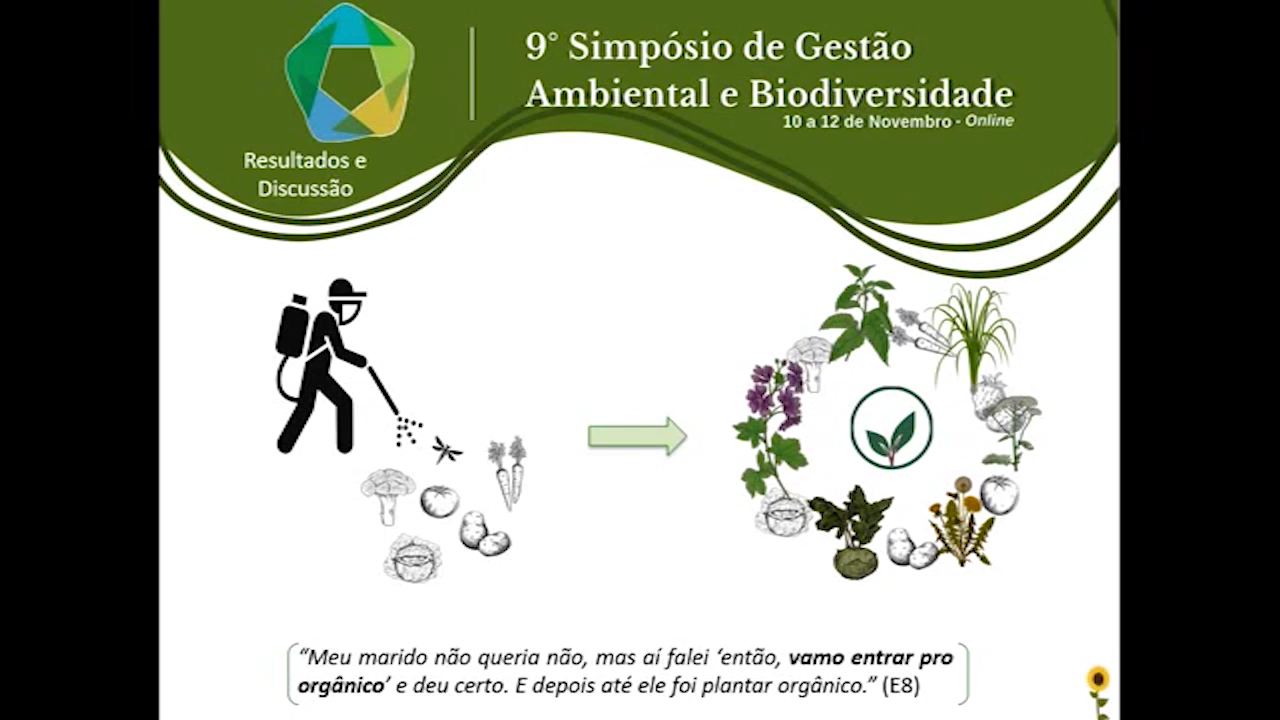 9° Simpósio de Gestão
Ambiental e Biodiversidade
10 a 12 de Novembro - Online
Resultados e
Discussão
“Meu marido não queria não, mas aí falei ‘então, vamo entrar pro
orgânico’ e deu certo. E depois até ele foi plantar orgânico.” (E8)